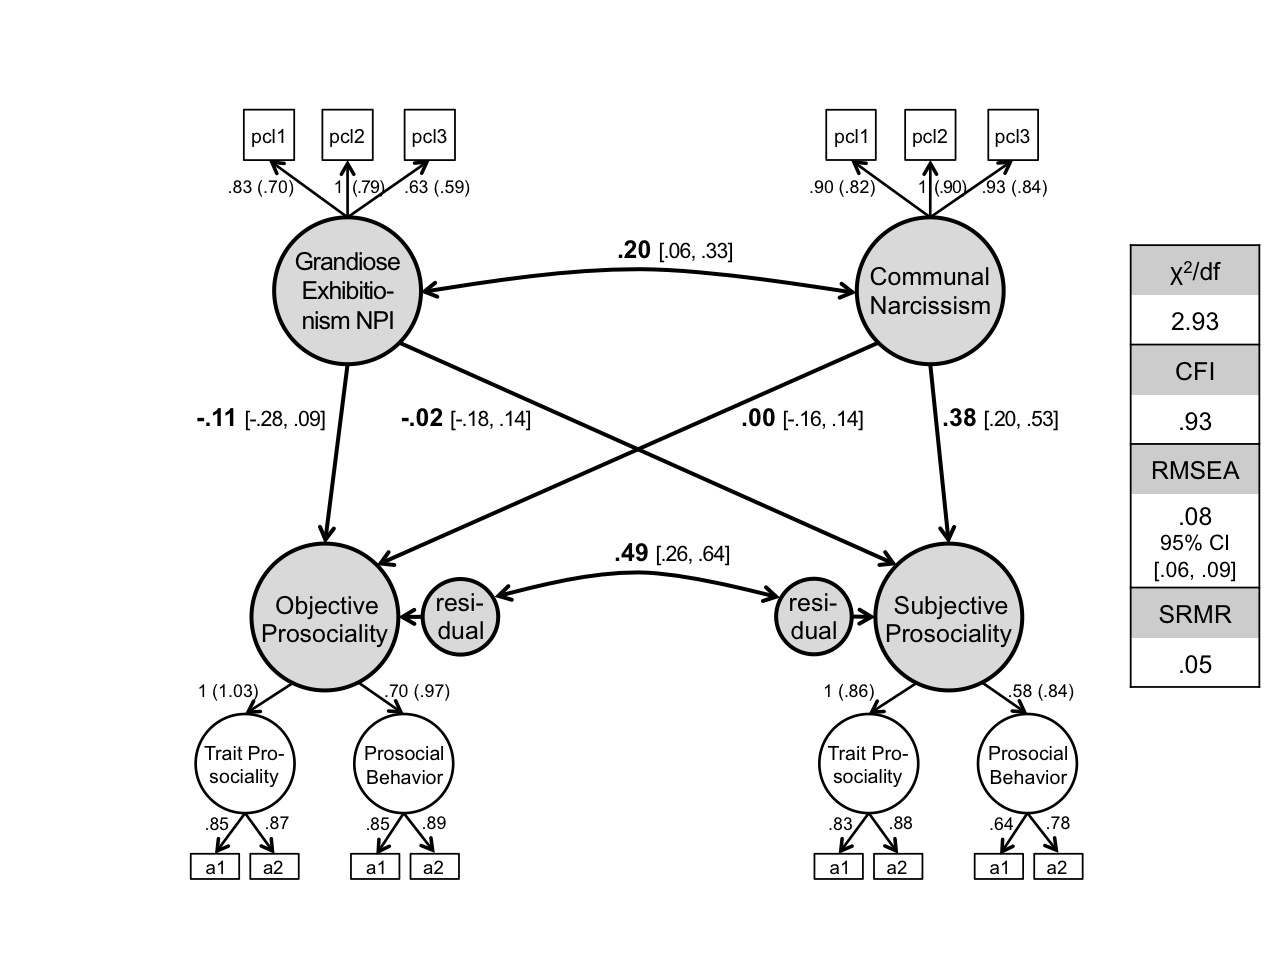 pcl1 pcl2 pcl3
pcl1 pcl2 pcl3
.83 (.70) 1 (.79) .63 (.59)
.90 (.82) 1 (.90) .93 (.84)
Grandiose
Exhibitio-
nism NPI
.20 [.06, .33]
Communal
Narcissism
-.11 [-.28, .09]
-.02 [-.18, .14]
.00 [-.16, .14]
.38 [.20, .53]
.49 [.26, .64]
Objective
Prosociality
resi-
dual
resi-
dual
Subjective
Prosociality
1 (1.03) .70 (.97)
1 (.86) .58 (.84)
Trait Pro-
sociality
Prosocial
Behavior
Trait Pro-
sociality
Prosocial
Behavior
.85 .87 .85 .89
.83 .88 .64 .78
a1 a2 a1 a2
a1 a2 a1 a2
χ²/df
2.93
CFI
.93
RMSEA
.08
95% CI
[.06, .09]
SRMR
.05